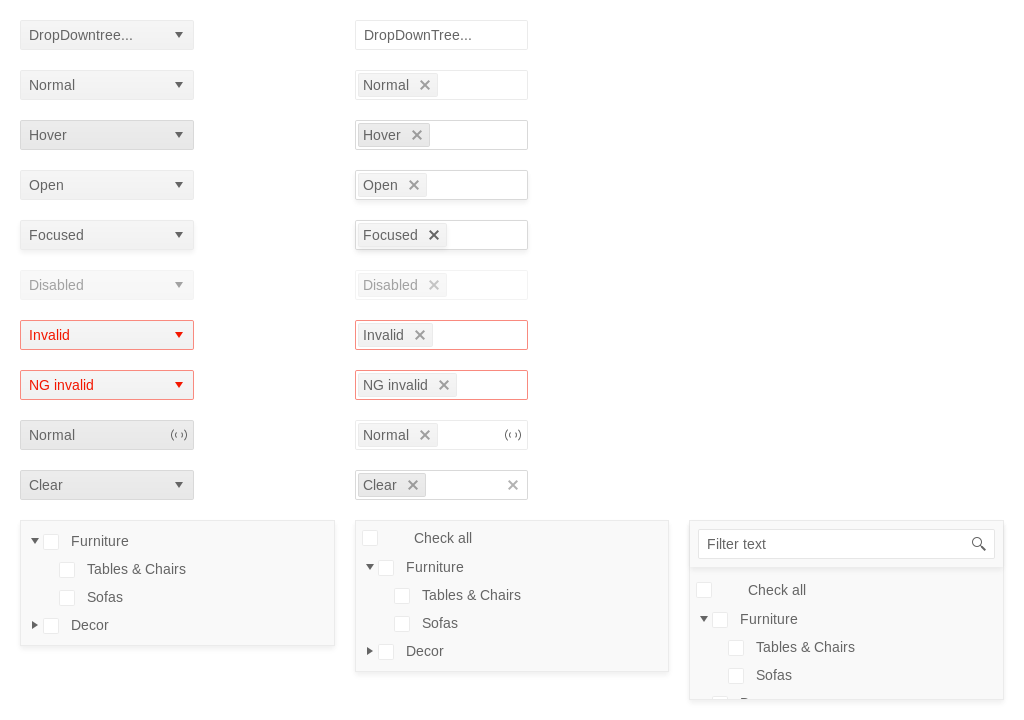 DropDowntree...
DropDownTree...
Normal
Normal
Hover
Hover
Open
Open
Focused
Focused
Disabled
Disabled
Invalid
Invalid
NG invalid
NG invalid
Normal
Normal
Clear
Clear
Furniture
Tables & Chairs
Sofas
Decor
Check all
Furniture
Tables & Chairs
Sofas
Decor
Filter text
Check all
Furniture
Tables & Chairs
Sofas